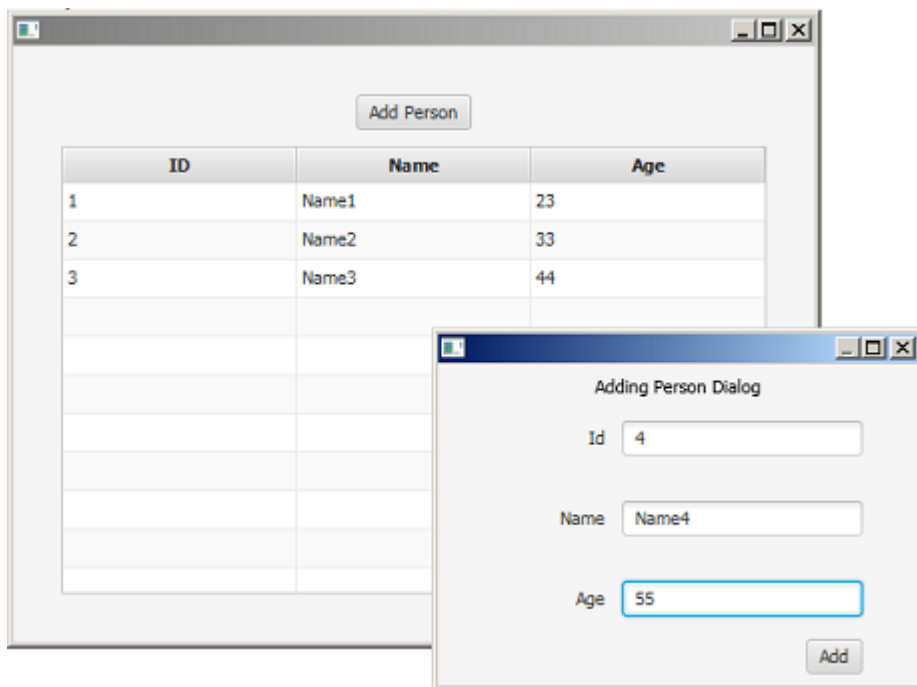 Add Person
ID Name Age
1 Name1 23
2 Name2 33
3 Name3 44
Adding Person Dialog
Id 4
Name Name4
Age 55
Add